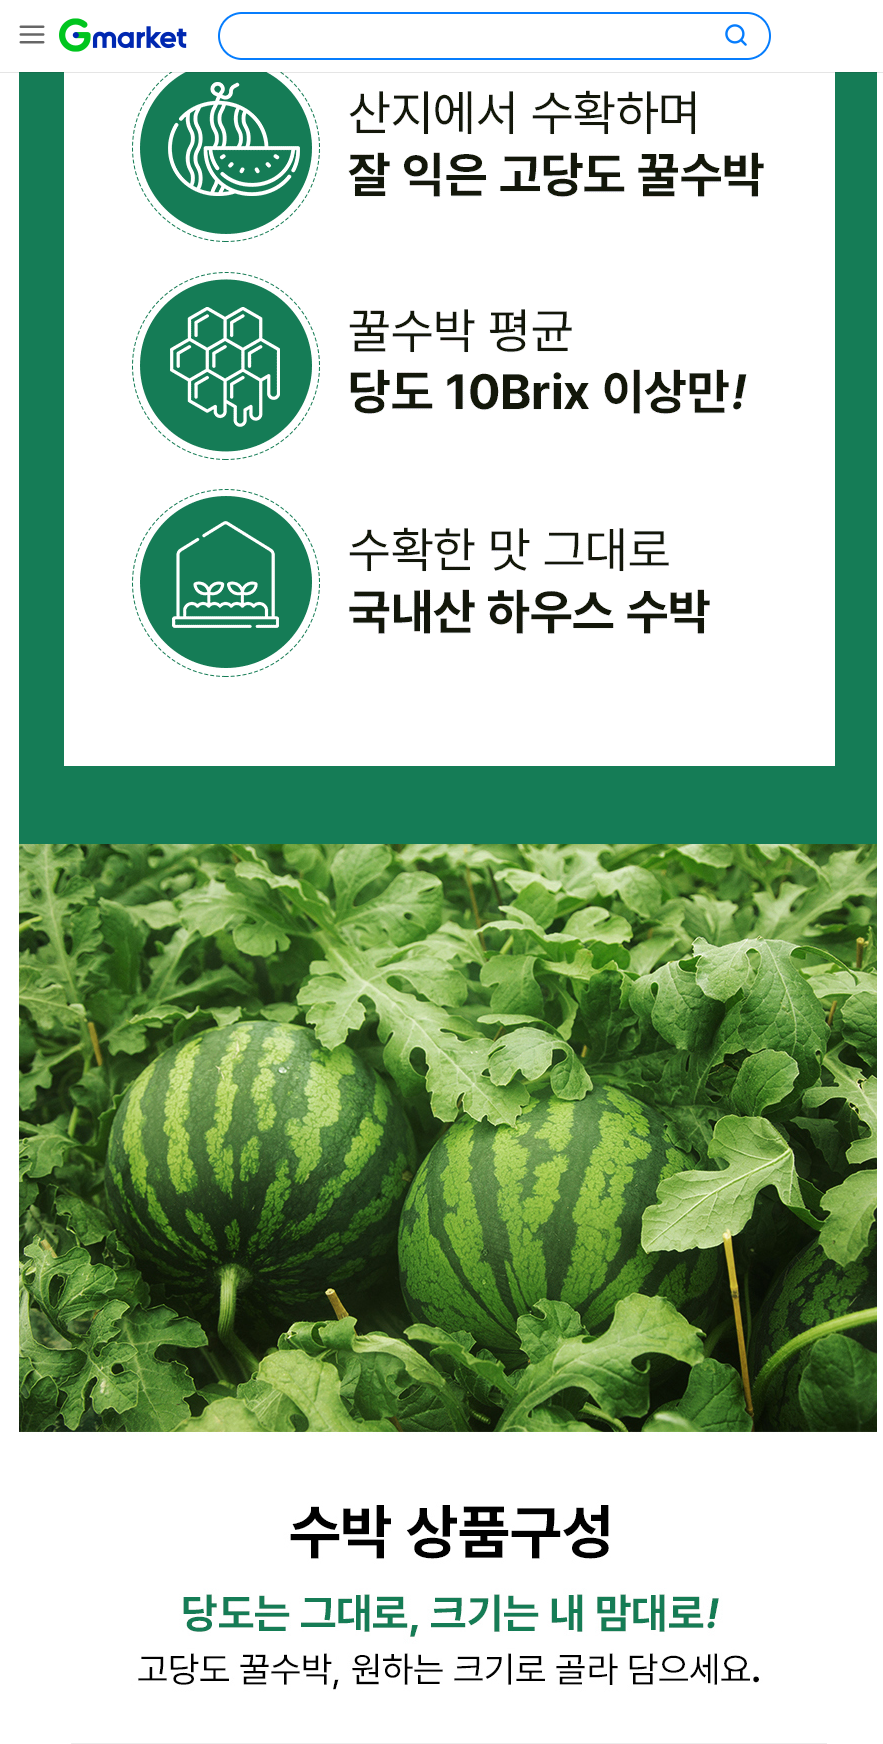 Gmarket
산지에서 수확하며
잘 익은 고당도 꿀수박
꿀수박 평균
당도 10Brix 이상만!
수확한 맛 그대로
국내산 하우스 수박
수박 상품구성
당도는 그대로, 크기는 내 맘대로!
고당도 꿀수박, 원하는 크기로 골라 담으세요.